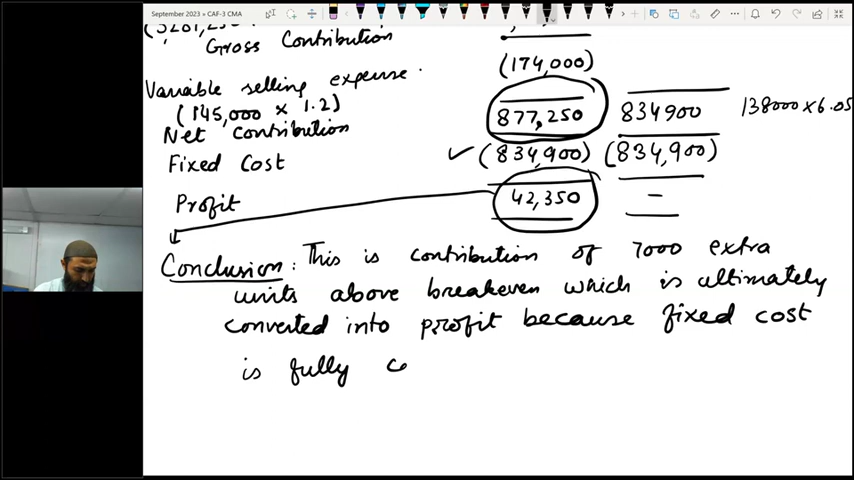 September 2023 » CAF-3 CMA
Gross Contribution
(174,000)
Variable selling expense.
(145,000 x 1.2)
877,250 834900 138000 x 6.05
Net Contribution
Fixed Cost ✓ (834,900) (834,900)
Profit 42,350 –
Conclusion: This is contribution of 7000 extra
units above breakeven which is ultimately
converted into profit because fixed cost
is fully co